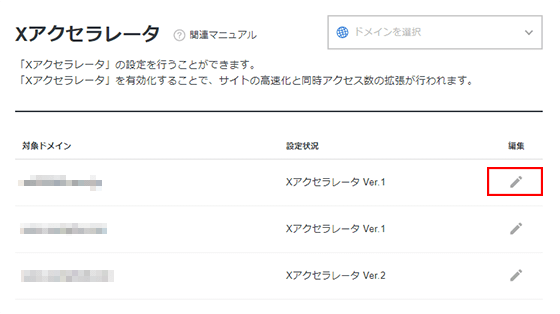 Xアクセラレータ ? 関連マニュアル ドメインを選択
「Xアクセラレータ」の設定を行うことができます。
「Xアクセラレータ」を有効化することで、サイトの高速化と同時アクセス数の拡張が行われます。
対象ドメイン 設定状況 編集
Xアクセラレータ Ver.1
Xアクセラレータ Ver.1
Xアクセラレータ Ver.2